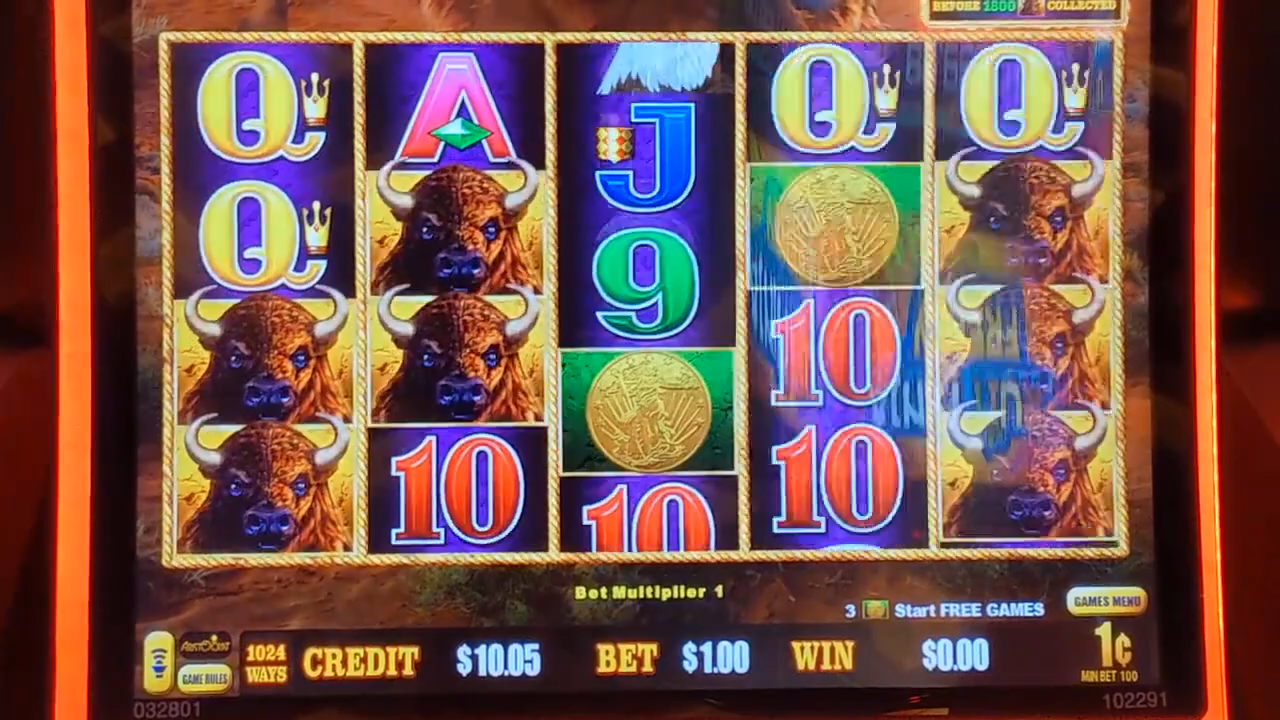 BEFORE 1800 COLLECTED
Q A J Q Q
Q 9 10
10 10
10
Bet Multiplier 1
3 Start FREE GAMES
GAMES MENU
ARISTOCRAT
GAME RULES
1024 WAYS
CREDIT $10.05 BET $1.00 WIN $0.00
1¢
MIN BET 100
032801
102291